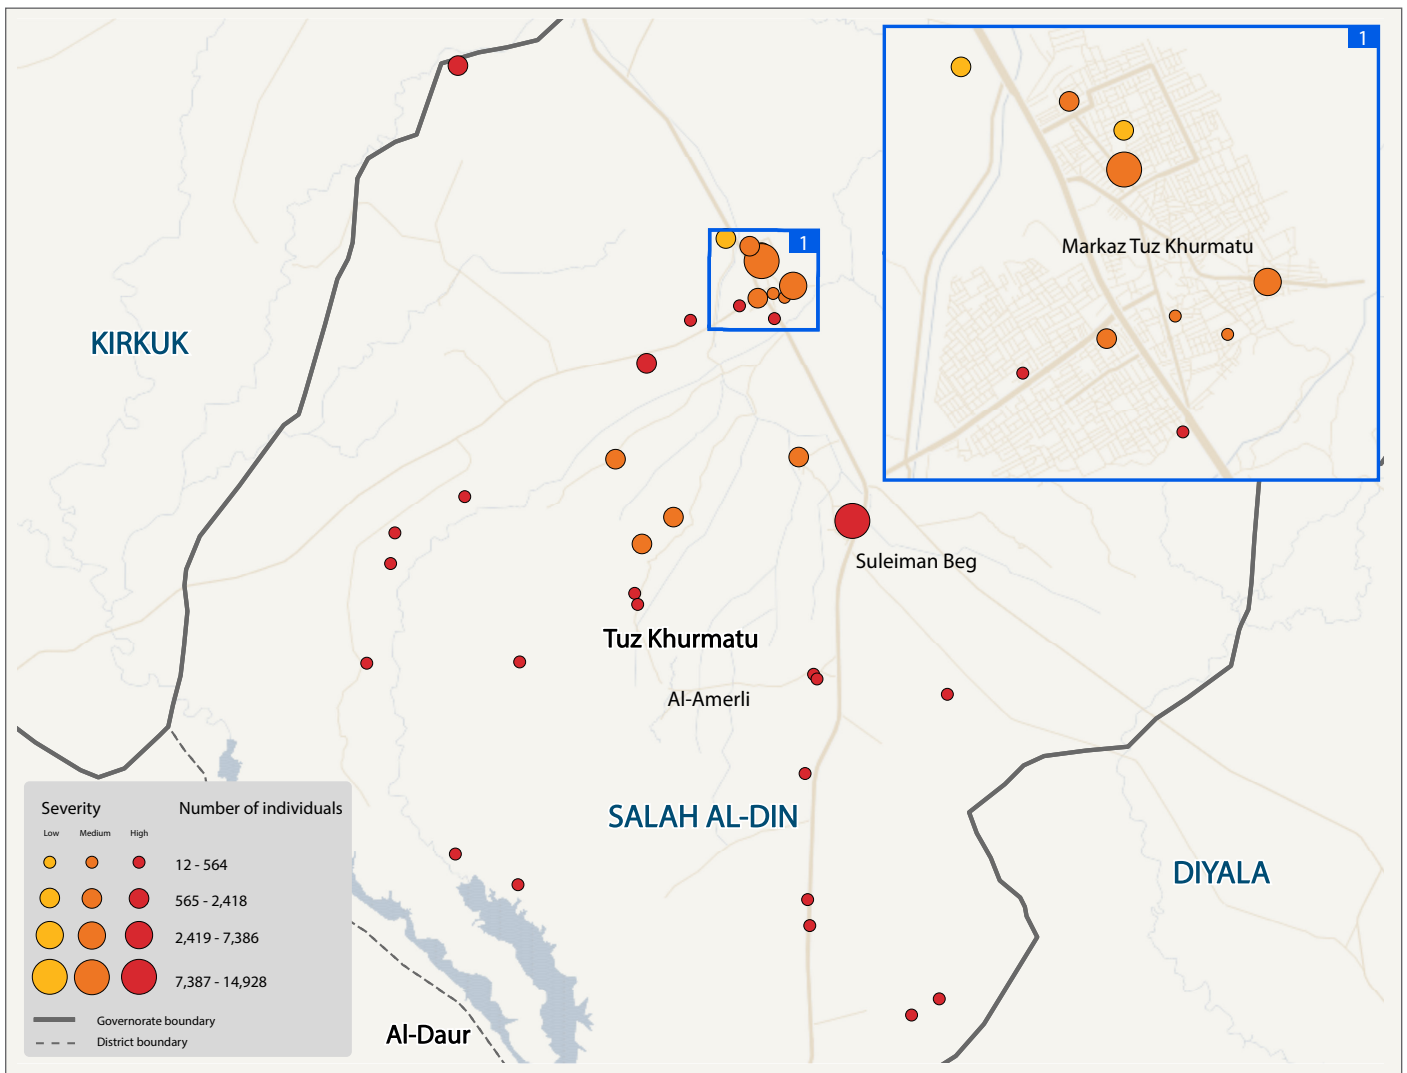 1
Markaz Tuz Khurmatu
1
KIRKUK
Suleiman Beg
Tuz Khurmatu
Al-Amerli
SALAH AL-DIN
DIYALA
Al-Daur
Severity Number of individuals
Low Medium High
12 - 564
565 - 2,418
2,419 - 7,386
7,387 - 14,928
Governorate boundary
District boundary